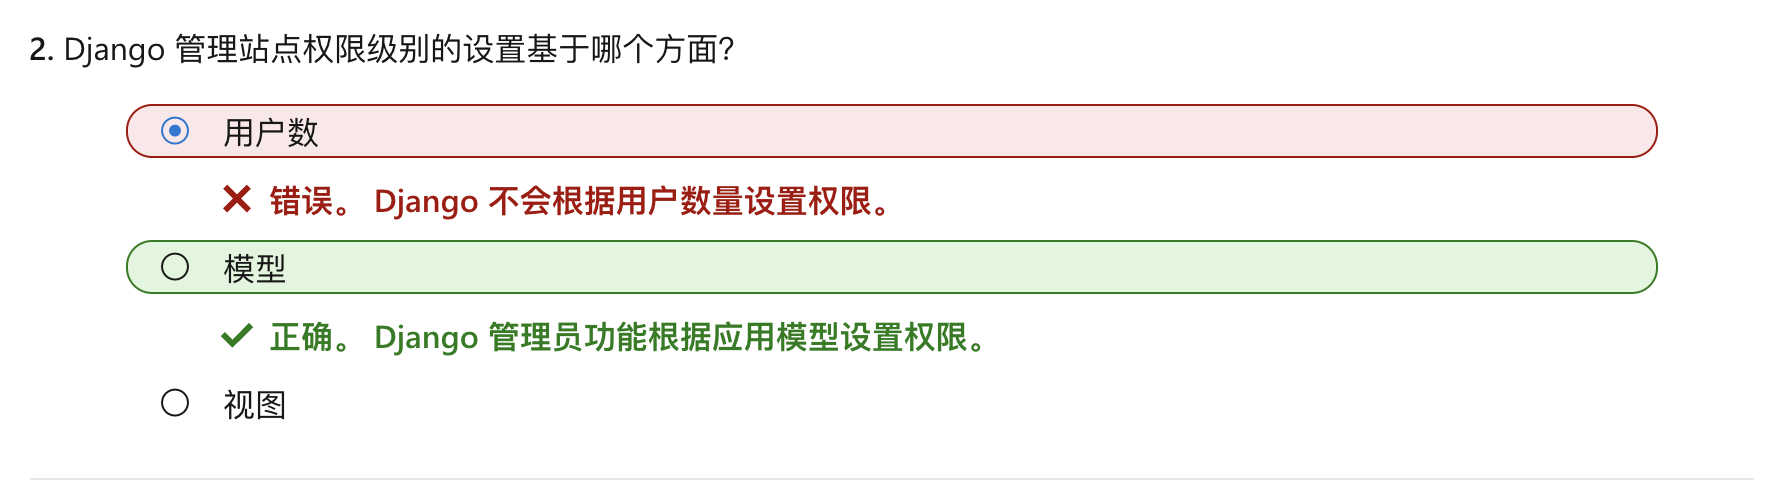 2. Django 管理站点权限级别的设置基于哪个方面?
用户数
错误。 Django 不会根据用户数量设置权限。
模型
正确。 Django 管理员功能根据应用模型设置权限。
视图